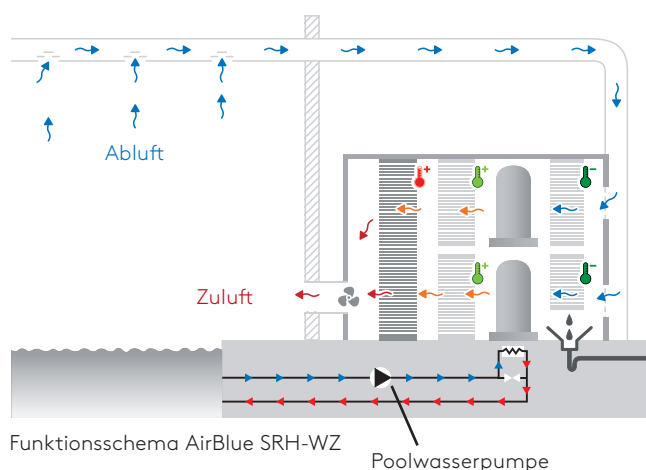 Abluft
Zuluft
Funktionsschema AirBlue SRH-WZ
Poolwasserpumpe